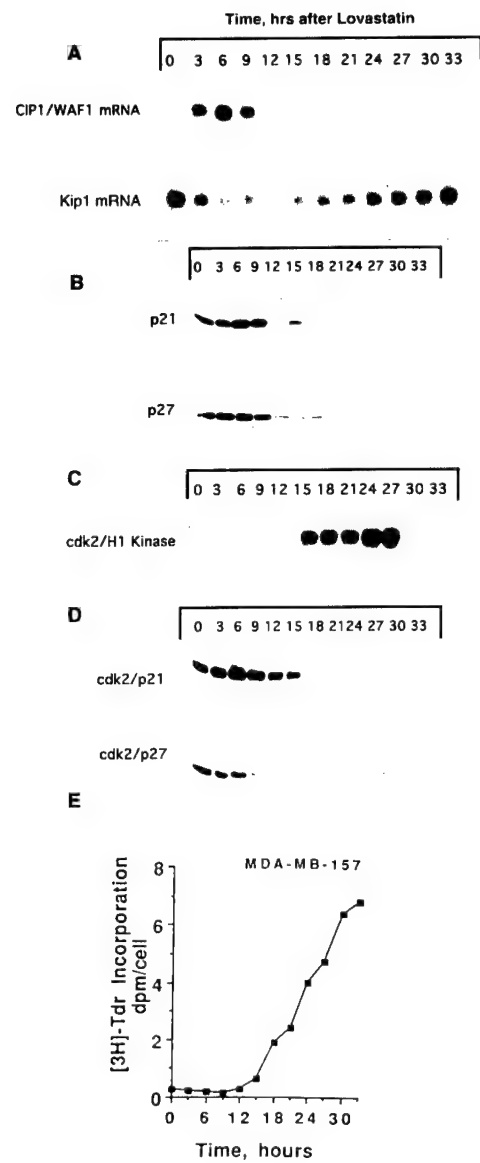 Time, hrs after Lovastatin
A
0 3 6 9 12 15 18 21 24 27 30 33
CIP1/WAF1 mRNA
Kip1 mRNA
B
0 3 6 9 12 15 18 2124 27 30 33
p21
p27
C
0 3 6 9 12 15 18 21 24 27 30 33
cdk2/H1 Kinase
D
0 3 6 9 12 15 18 2124 27 30 33
cdk2/p21
cdk2/p27
E
MDA-MB-157
[3H]-Tdr Incorporation
dpm/cell
8
6
4
2
0
0 6 12 18 24 30
Time, hours